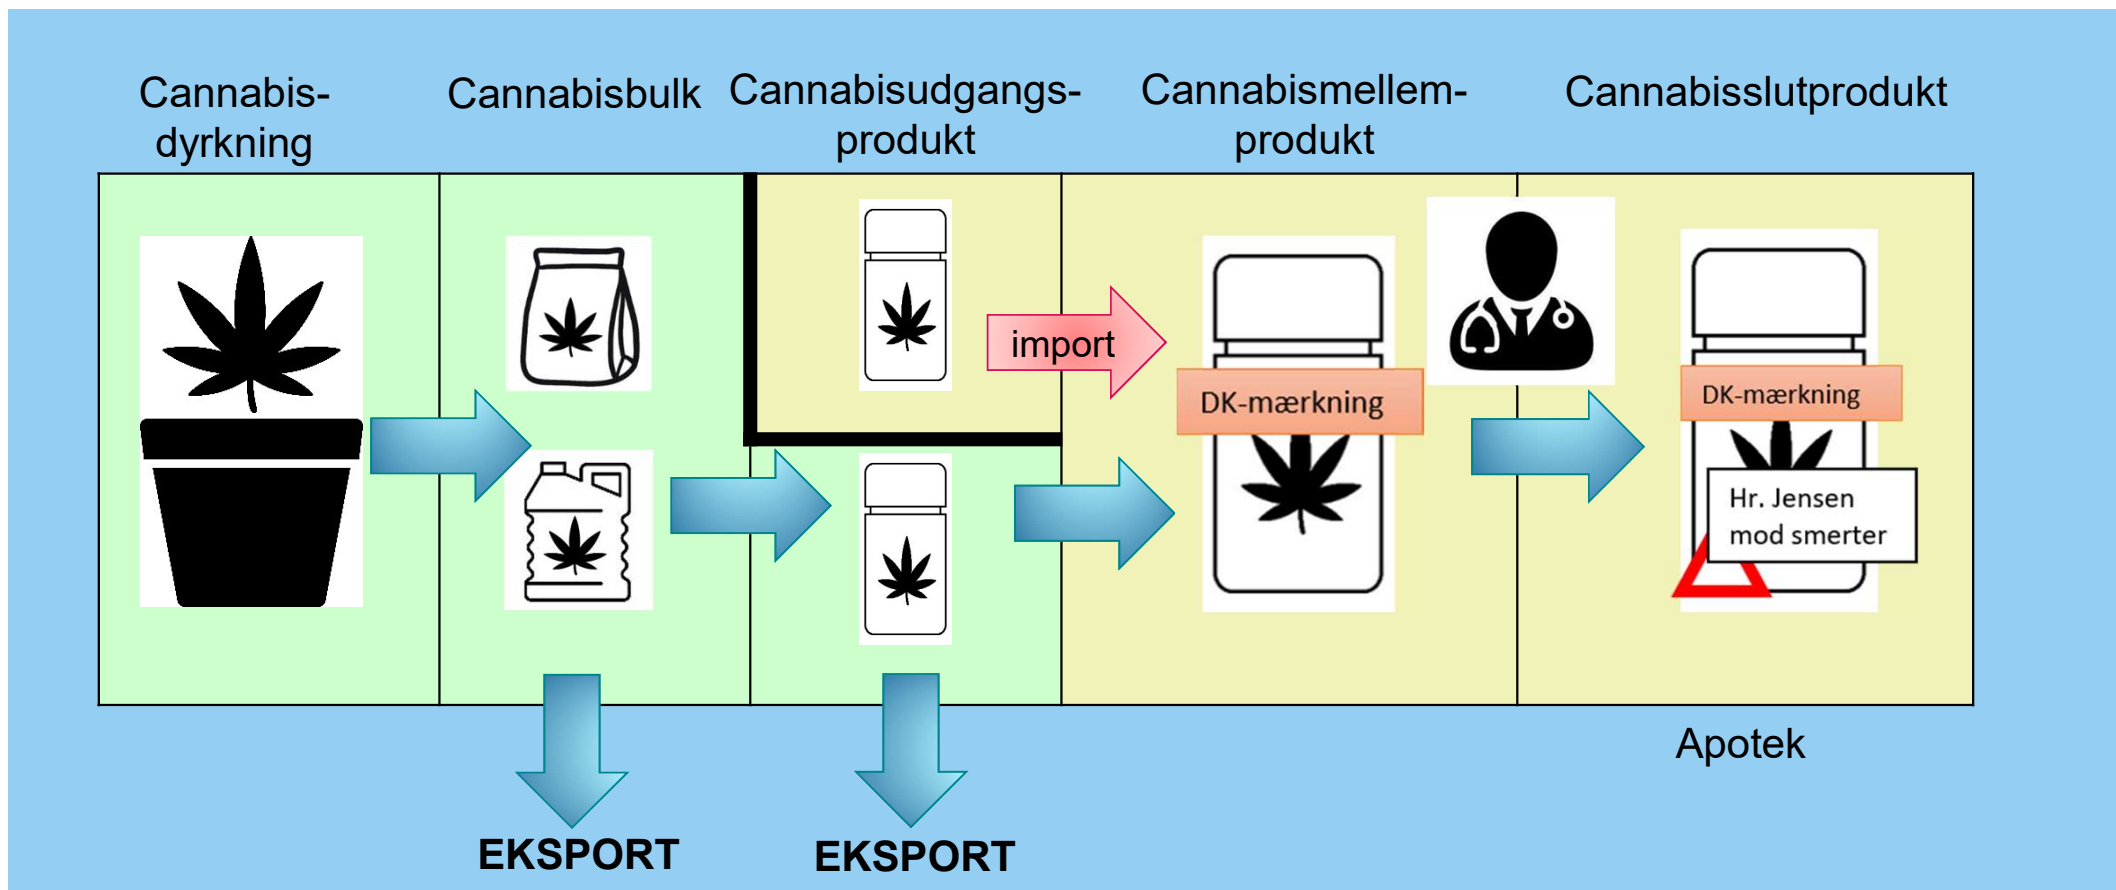 Cannabis-
dyrkning
Cannabisbulk
Cannabisudgangs-
produkt
Cannabismellem-
produkt
Cannabisslutprodukt
import
DK-mærkning
DK-mærkning
Hr. Jensen
mod smerter
Apotek
EKSPORT
EKSPORT